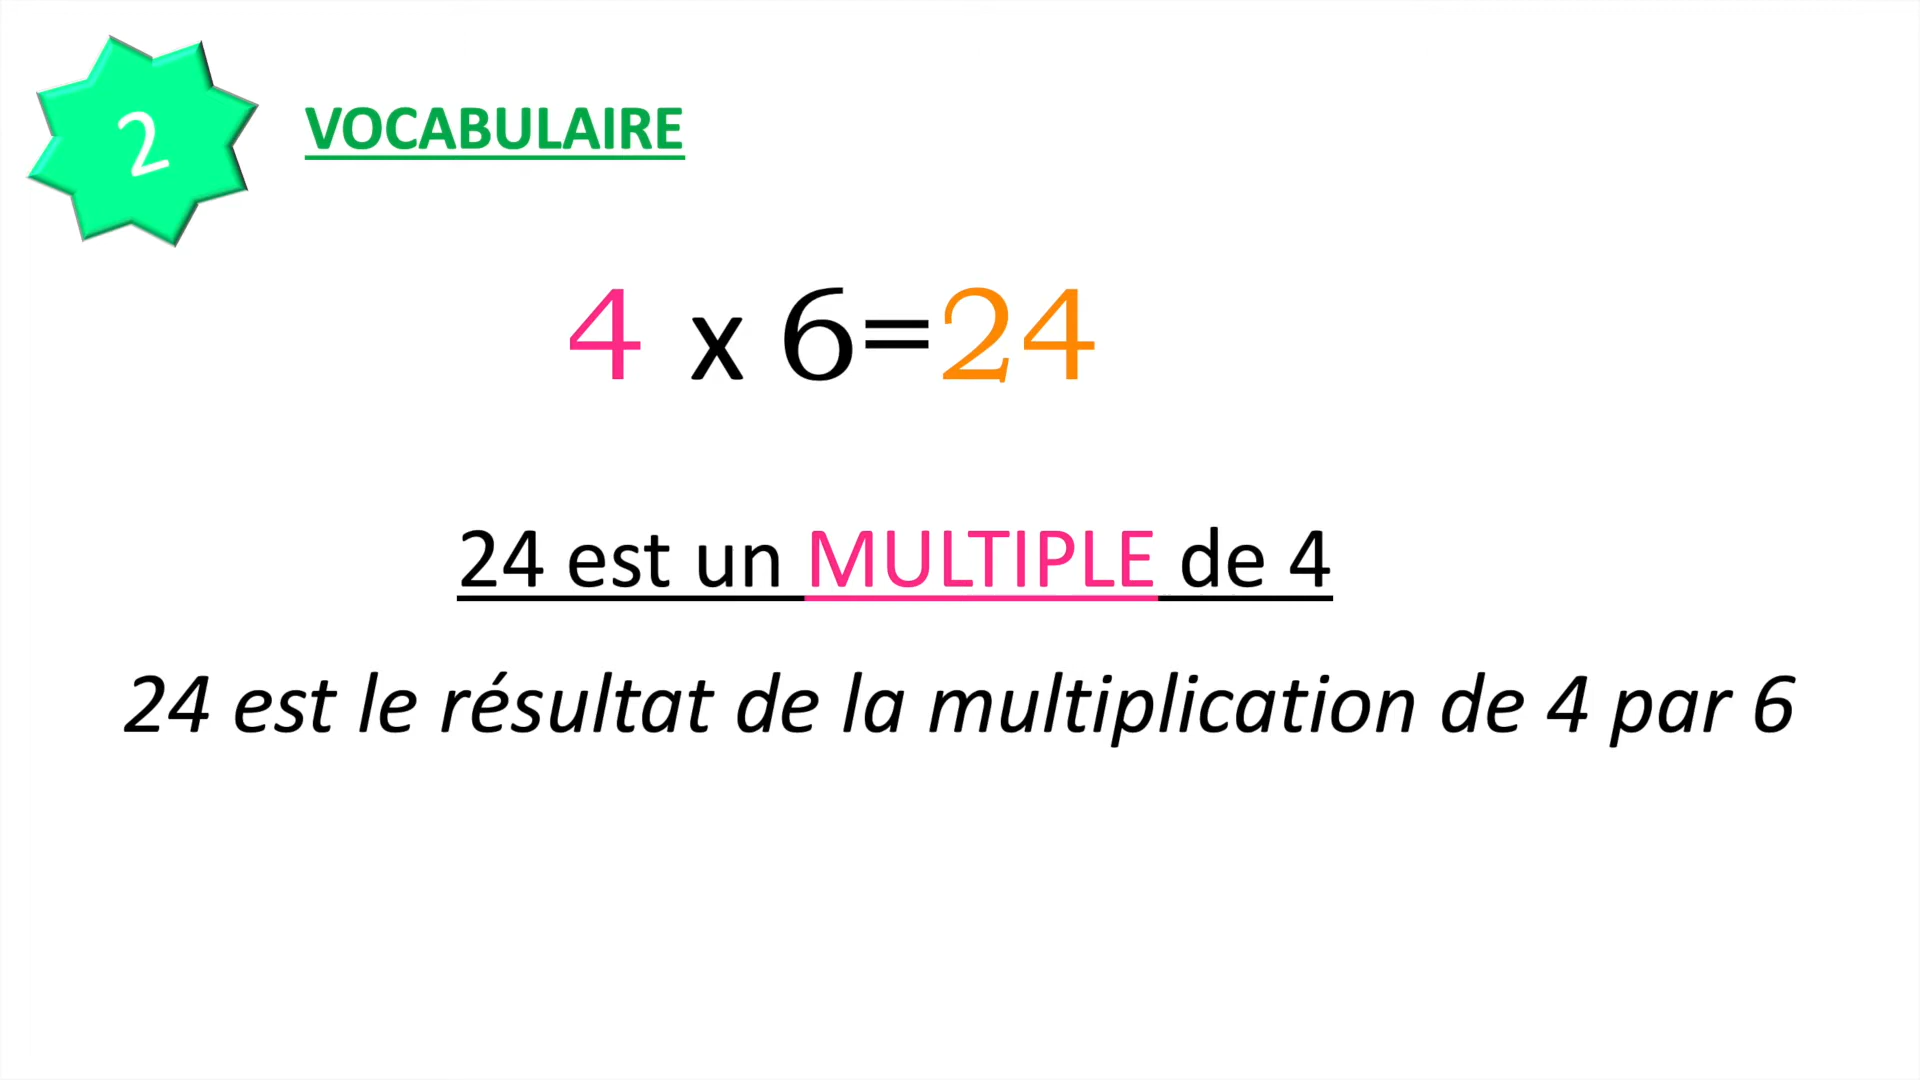 2
VOCABULAIRE
4 x 6=24
24 est un MULTIPLE de 4
24 est le résultat de la multiplication de 4 par 6